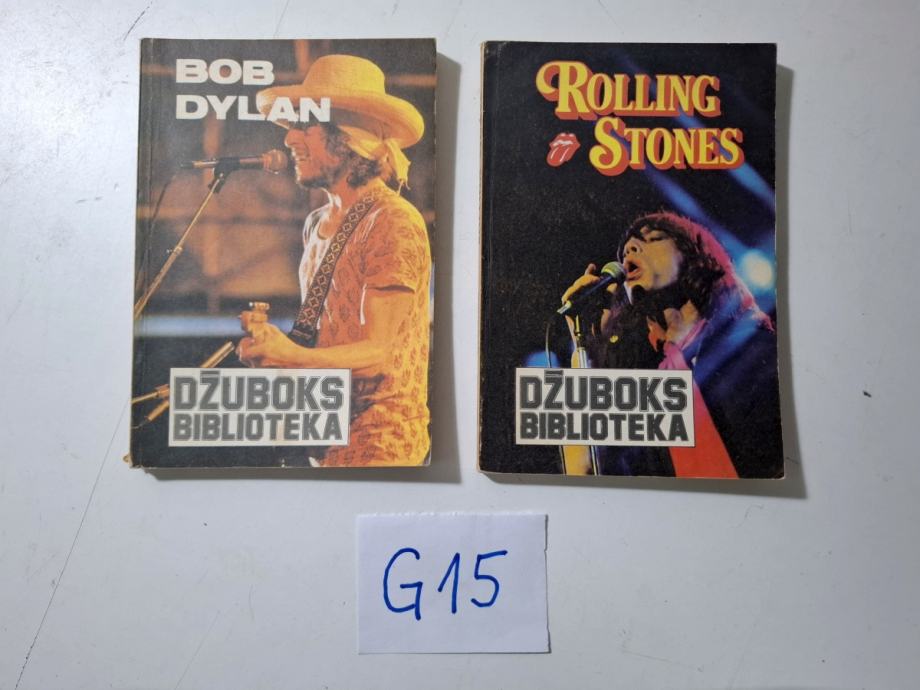 BOB
DYLAN
DŽUBOKS
BIBLIOTEKA
ROLLING
STONES
DŽUBOKS
BIBLIOTEKA
G15